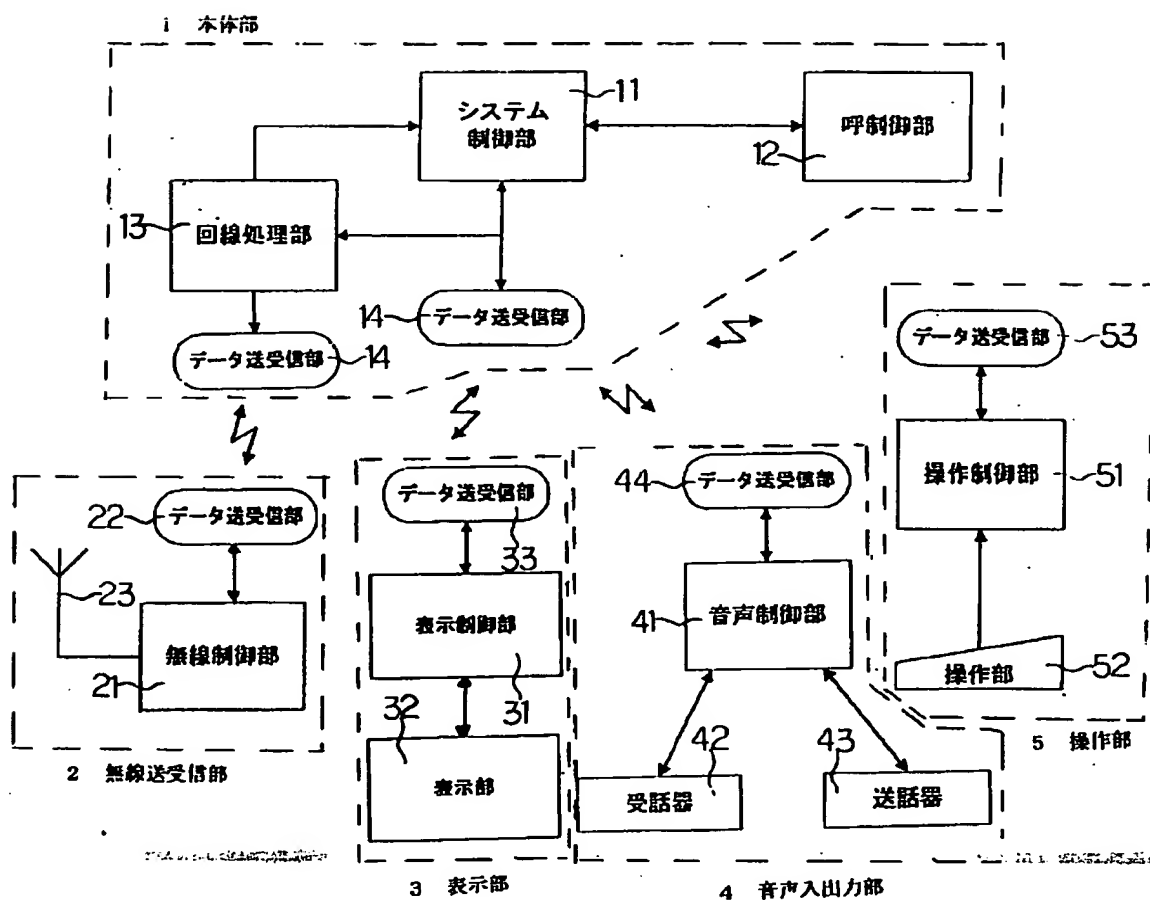 1 本体部
システム
制御部
11
呼制御部
12
13
回線処理部
14
データ送受信部
データ送受信部
14
データ送受信部
53
操作制御部
51
操作部
52
5 操作部
22
データ送受信部
23
無線制御部
21
2 無線送受信部
データ送受信部
33
表示制御部
31
32
表示部
3 表示部
44
データ送受信部
41
音声制御部
42
受話器
43
送話器
4 音声入出力部